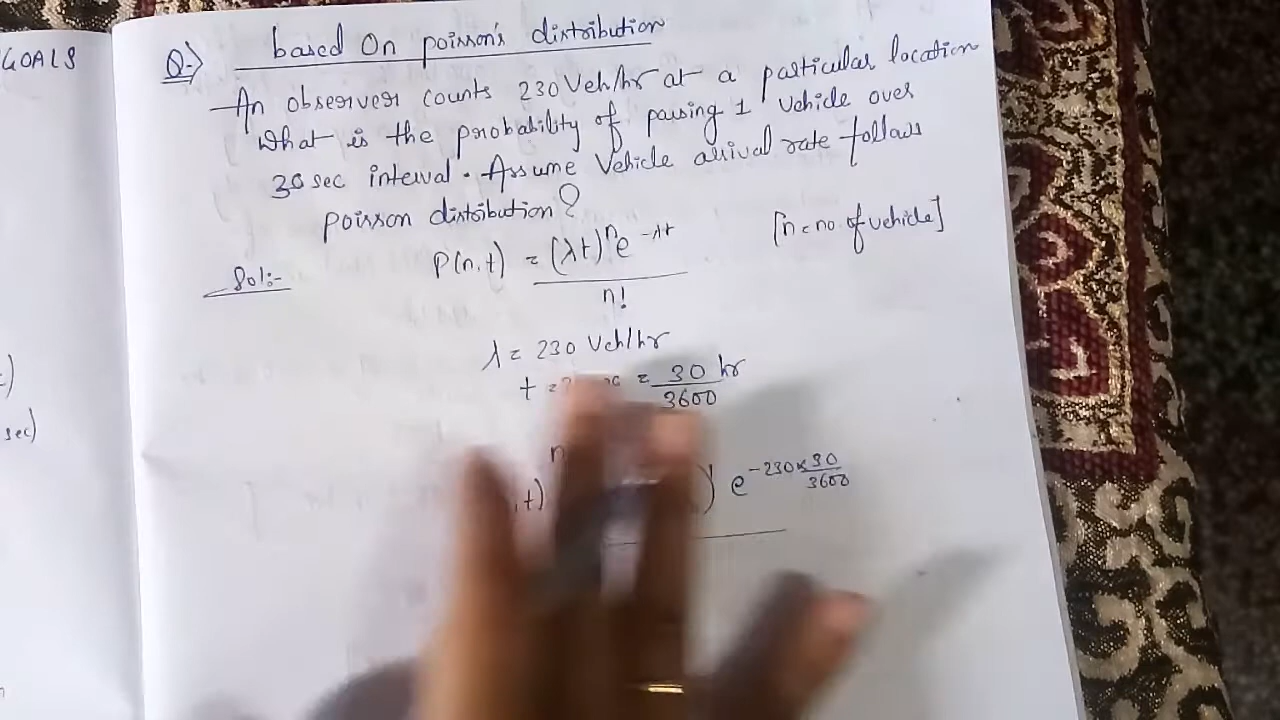 GOALS
Q-> based On poisson's distribution
An observer counts 230 Veh/hr at a particular location
What is the probability of passing 1 Vehicle over
30 sec interval. Assume Vehicle arrival rate follows
poisson distribution?
Sol:- P(n,t) = (λt)^n e^-λt [n=no. of vehicle]
n!
λ = 230 Veh/hr
t = 30/3600 hr
n
,t) ) e^-230x30/3600
sec)